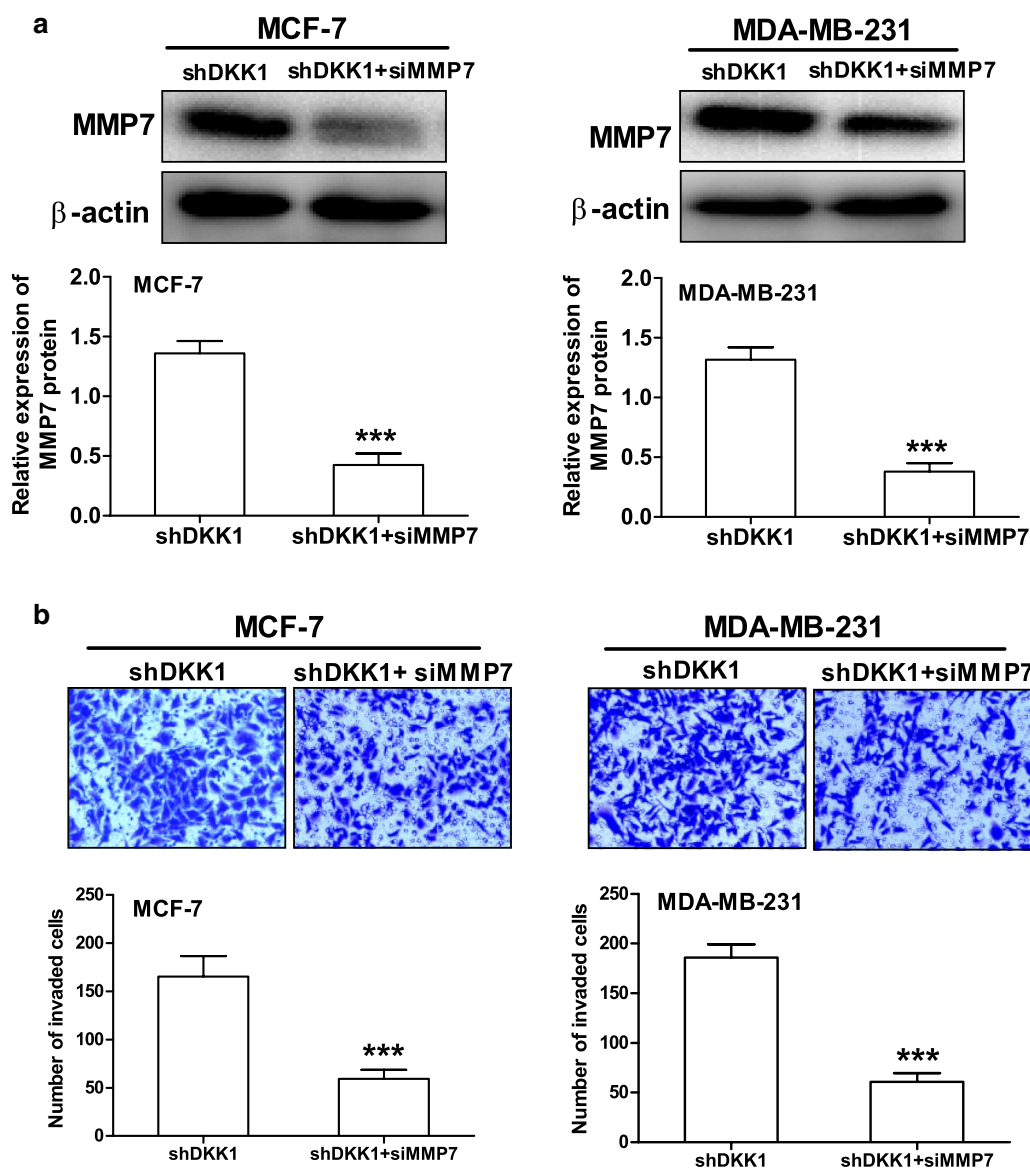 a
MCF-7
shDKK1 shDKK1+siMMP7
MMP7
β-actin
MDA-MB-231
shDKK1 shDKK1+siMMP7
MMP7
β-actin
Relative expression of
MMP7 protein
2.0
1.5
1.0
0.5
0.0
MCF-7
***
shDKK1 shDKK1+siMMP7
Relative expression of
MMP7 protein
2.0
1.5
1.0
0.5
0.0
MDA-MB-231
***
shDKK1 shDKK1+siMMP7
b
MCF-7
shDKK1 shDKK1+ siMMP7
MDA-MB-231
shDKK1 shDKK1+siMMP7
Number of invaded cells
250
200
150
100
50
0
MCF-7
***
shDKK1 shDKK1+siMMP7
Number of invaded cells
250
200
150
100
50
0
MDA-MB-231
***
shDKK1 shDKK1+siMMP7